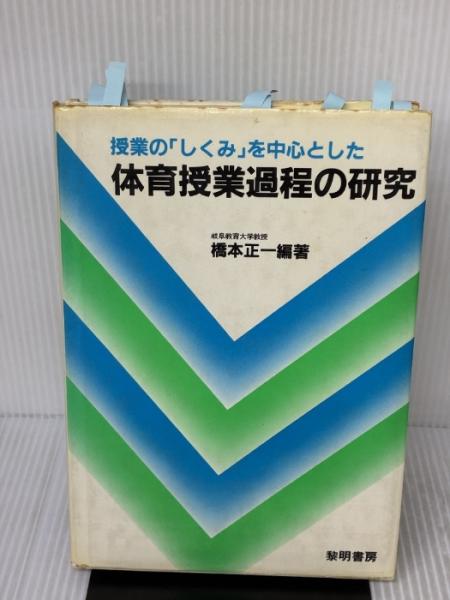 授業の「しくみ」を中心とした
体育授業過程の研究
岐阜教育大学教授
橋本正一編著
黎明書房